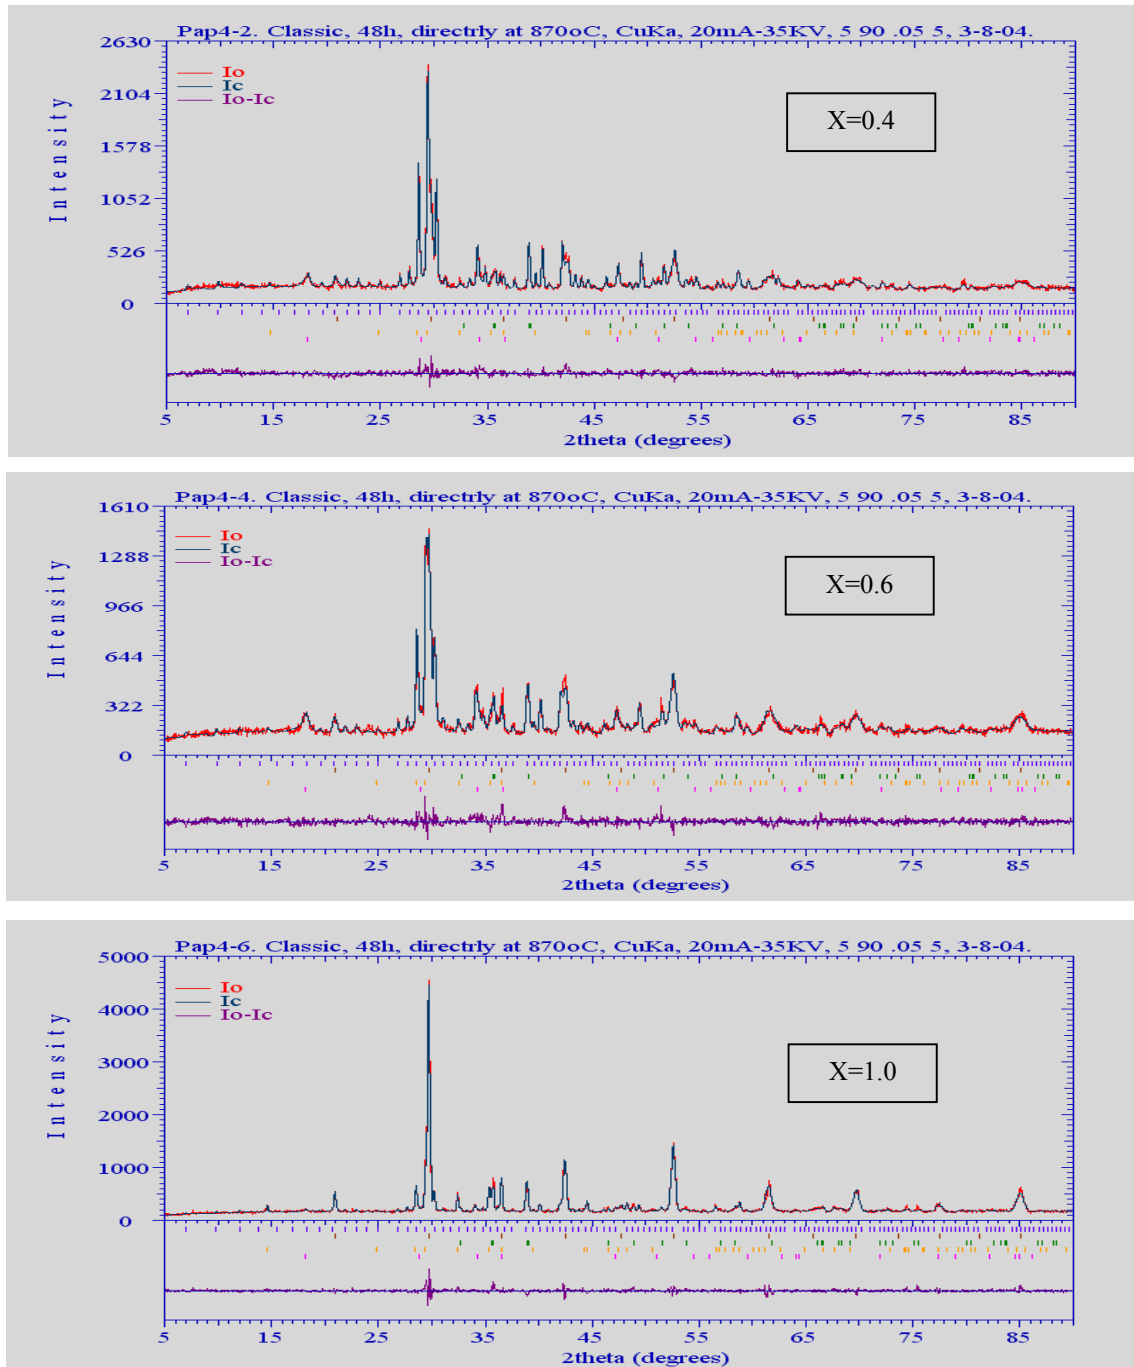 Pap4-2. Classic, 48h, directrly at 870oC, CuKa, 20mA-35KV, 5 90 .05 5, 3-8-04.
2630
2104
1578
1052
526
0
Intensity
Io
Ic
Io-Ic
X=0.4
5 15 25 35 45 55 65 75 85
2theta (degrees)
Pap4-4. Classic, 48h, directrly at 870oC, CuKa, 20mA-35KV, 5 90 .05 5, 3-8-04.
1610
1288
966
644
322
0
Intensity
Io
Ic
Io-Ic
X=0.6
5 15 25 35 45 55 65 75 85
2theta (degrees)
Pap4-6. Classic, 48h, directrly at 870oC, CuKa, 20mA-35KV, 5 90 .05 5, 3-8-04.
5000
4000
3000
2000
1000
0
Intensity
Io
Ic
Io-Ic
X=1.0
5 15 25 35 45 55 65 75 85
2theta (degrees)